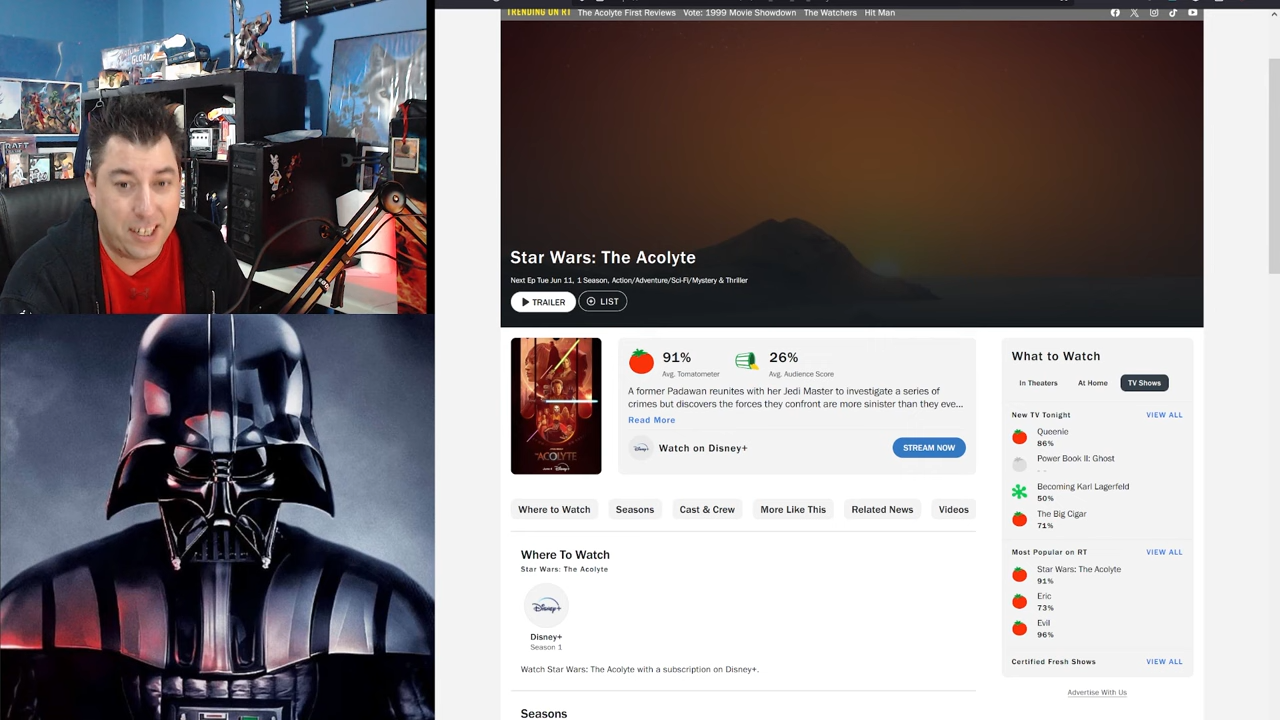 TRENDING ON RT The Acolyte First Reviews Vote: 1999 Movie Showdown The Watchers Hit Man
GLORY
Star Wars: The Acolyte
Next Ep Tue Jun 11, 1 Season, Action/Adventure/Sci-Fi/Mystery & Thriller
TRAILER
LIST
91%
Avg. Tomatometer
26%
Avg. Audience Score
A former Padawan reunites with her Jedi Master to investigate a series of
crimes but discovers the forces they confront are more sinister than they eve...
Read More
Disney+
Watch on Disney+
STREAM NOW
ACOLYTE
Disney+
Where to Watch
Seasons
Cast & Crew
More Like This
Related News
Videos
Where To Watch
Star Wars: The Acolyte
Disney+
Disney+
Season 1
Watch Star Wars: The Acolyte with a subscription on Disney+.
Seasons
What to Watch
In Theaters
At Home
TV Shows
New TV Tonight
VIEW ALL
Queenie
86%
Power Book II: Ghost
- -
Becoming Karl Lagerfeld
50%
The Big Cigar
71%
Most Popular on RT
VIEW ALL
Star Wars: The Acolyte
91%
Eric
73%
Evil
96%
Certified Fresh Shows
VIEW ALL
Advertise With Us